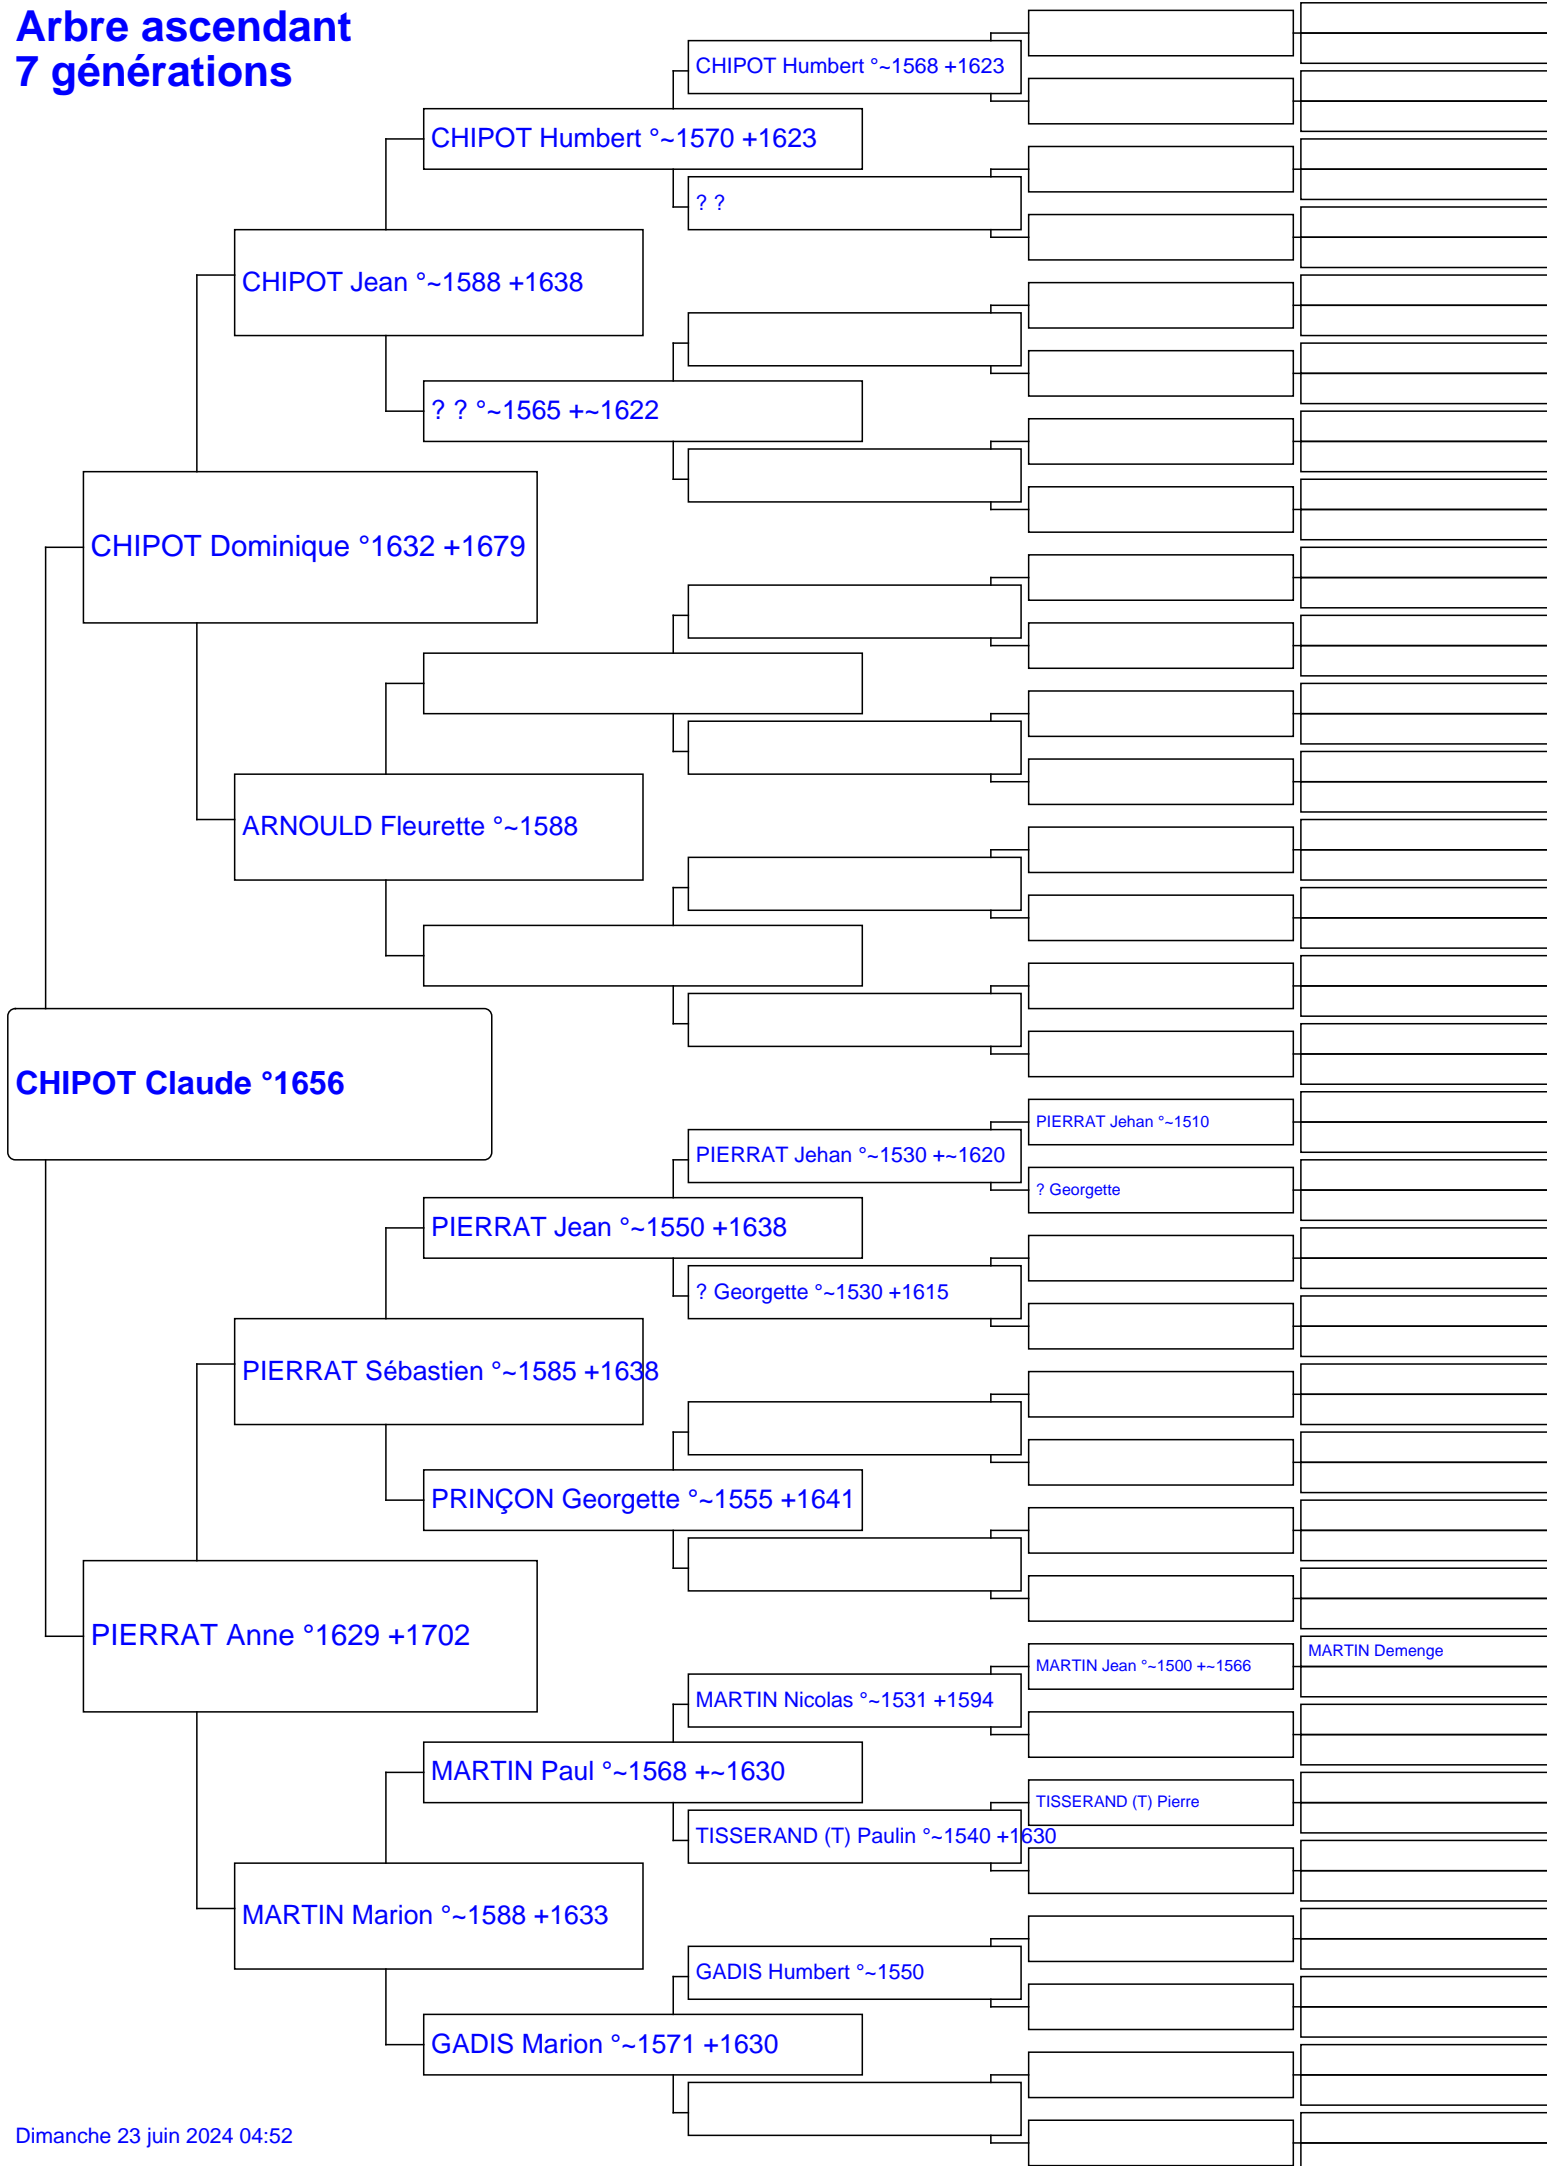 Arbre ascendant
7 générations
CHIPOT Humbert °~1568 +1623
CHIPOT Humbert °~1570 +1623
? ?
CHIPOT Jean °~1588 +1638
? ? °~1565 +~1622
CHIPOT Dominique °1632 +1679
ARNOULD Fleurette °~1588
CHIPOT Claude °1656
PIERRAT Jehan °~1510
PIERRAT Jehan °~1530 +~1620
? Georgette
PIERRAT Jean °~1550 +1638
? Georgette °~1530 +1615
PIERRAT Sébastien °~1585 +1638
PRINÇON Georgette °~1555 +1641
PIERRAT Anne °1629 +1702
MARTIN Demenge
MARTIN Jean °~1500 +~1566
MARTIN Nicolas °~1531 +1594
MARTIN Paul °~1568 +~1630
TISSERAND (T) Pierre
TISSERAND (T) Paulin °~1540 +1630
MARTIN Marion °~1588 +1633
GADIS Humbert °~1550
GADIS Marion °~1571 +1630
Dimanche 23 juin 2024 04:52